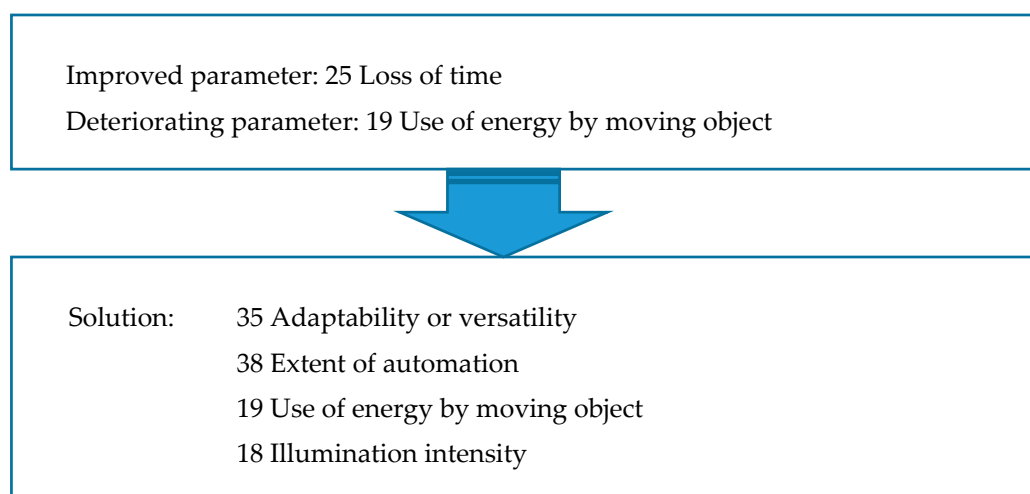 Improved parameter: 25 Loss of time
Deteriorating parameter: 19 Use of energy by moving object
Solution: 35 Adaptability or versatility
38 Extent of automation
19 Use of energy by moving object
18 Illumination intensity